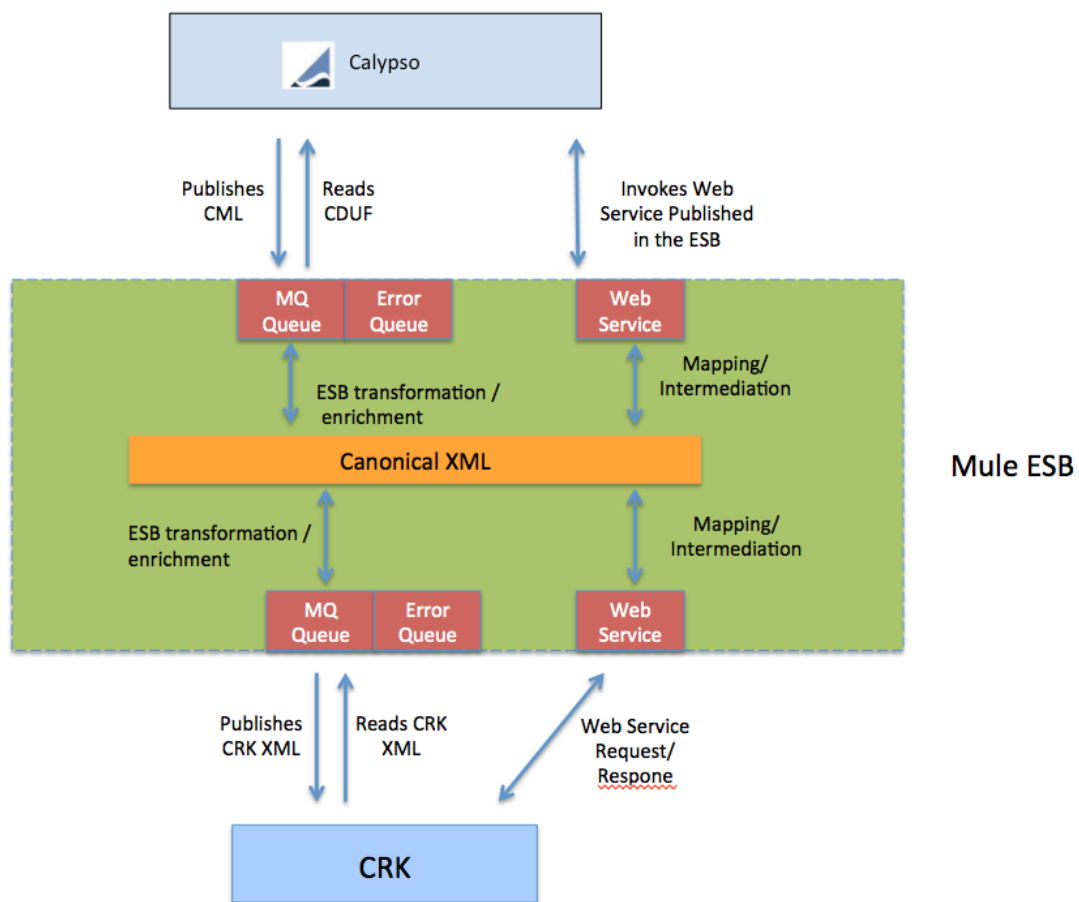 Calypso
Publishes
CML
Reads
CDUF
Invokes Web
Service Published
in the ESB
MQ
Queue
Error
Queue
Web
Service
ESB transformation /
enrichment
Mapping/
Intermediation
Canonical XML
Mule ESB
ESB transformation /
enrichment
Mapping/
Intermediation
MQ
Queue
Error
Queue
Web
Service
Publishes
CRK XML
Reads CRK
XML
Web Service
Request/
Respone
CRK